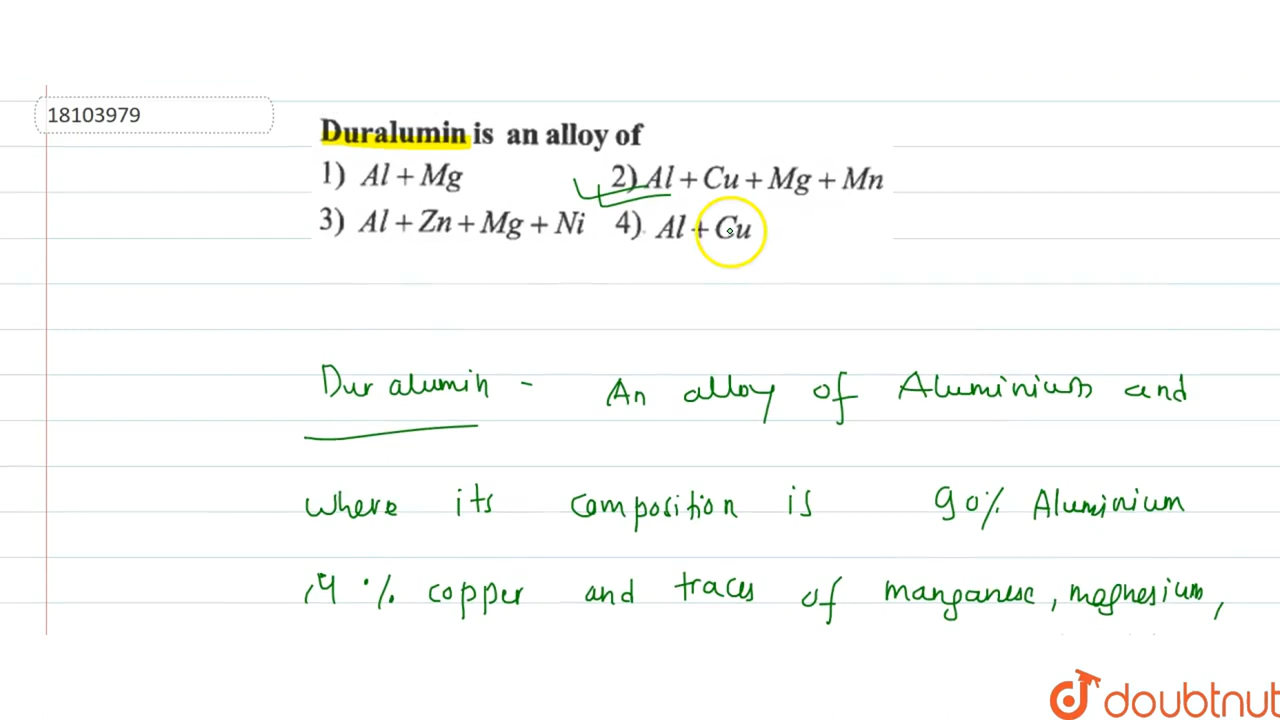 18103979
Duralumin is an alloy of
1) Al + Mg 2) Al + Cu + Mg + Mn
3) Al + Zn + Mg + Ni 4) Al + Cu
Duralumin - An alloy of Aluminium and
where its composition is 90% Aluminium
, 4 % copper and traces of manganese, magnesium,
doubtnut